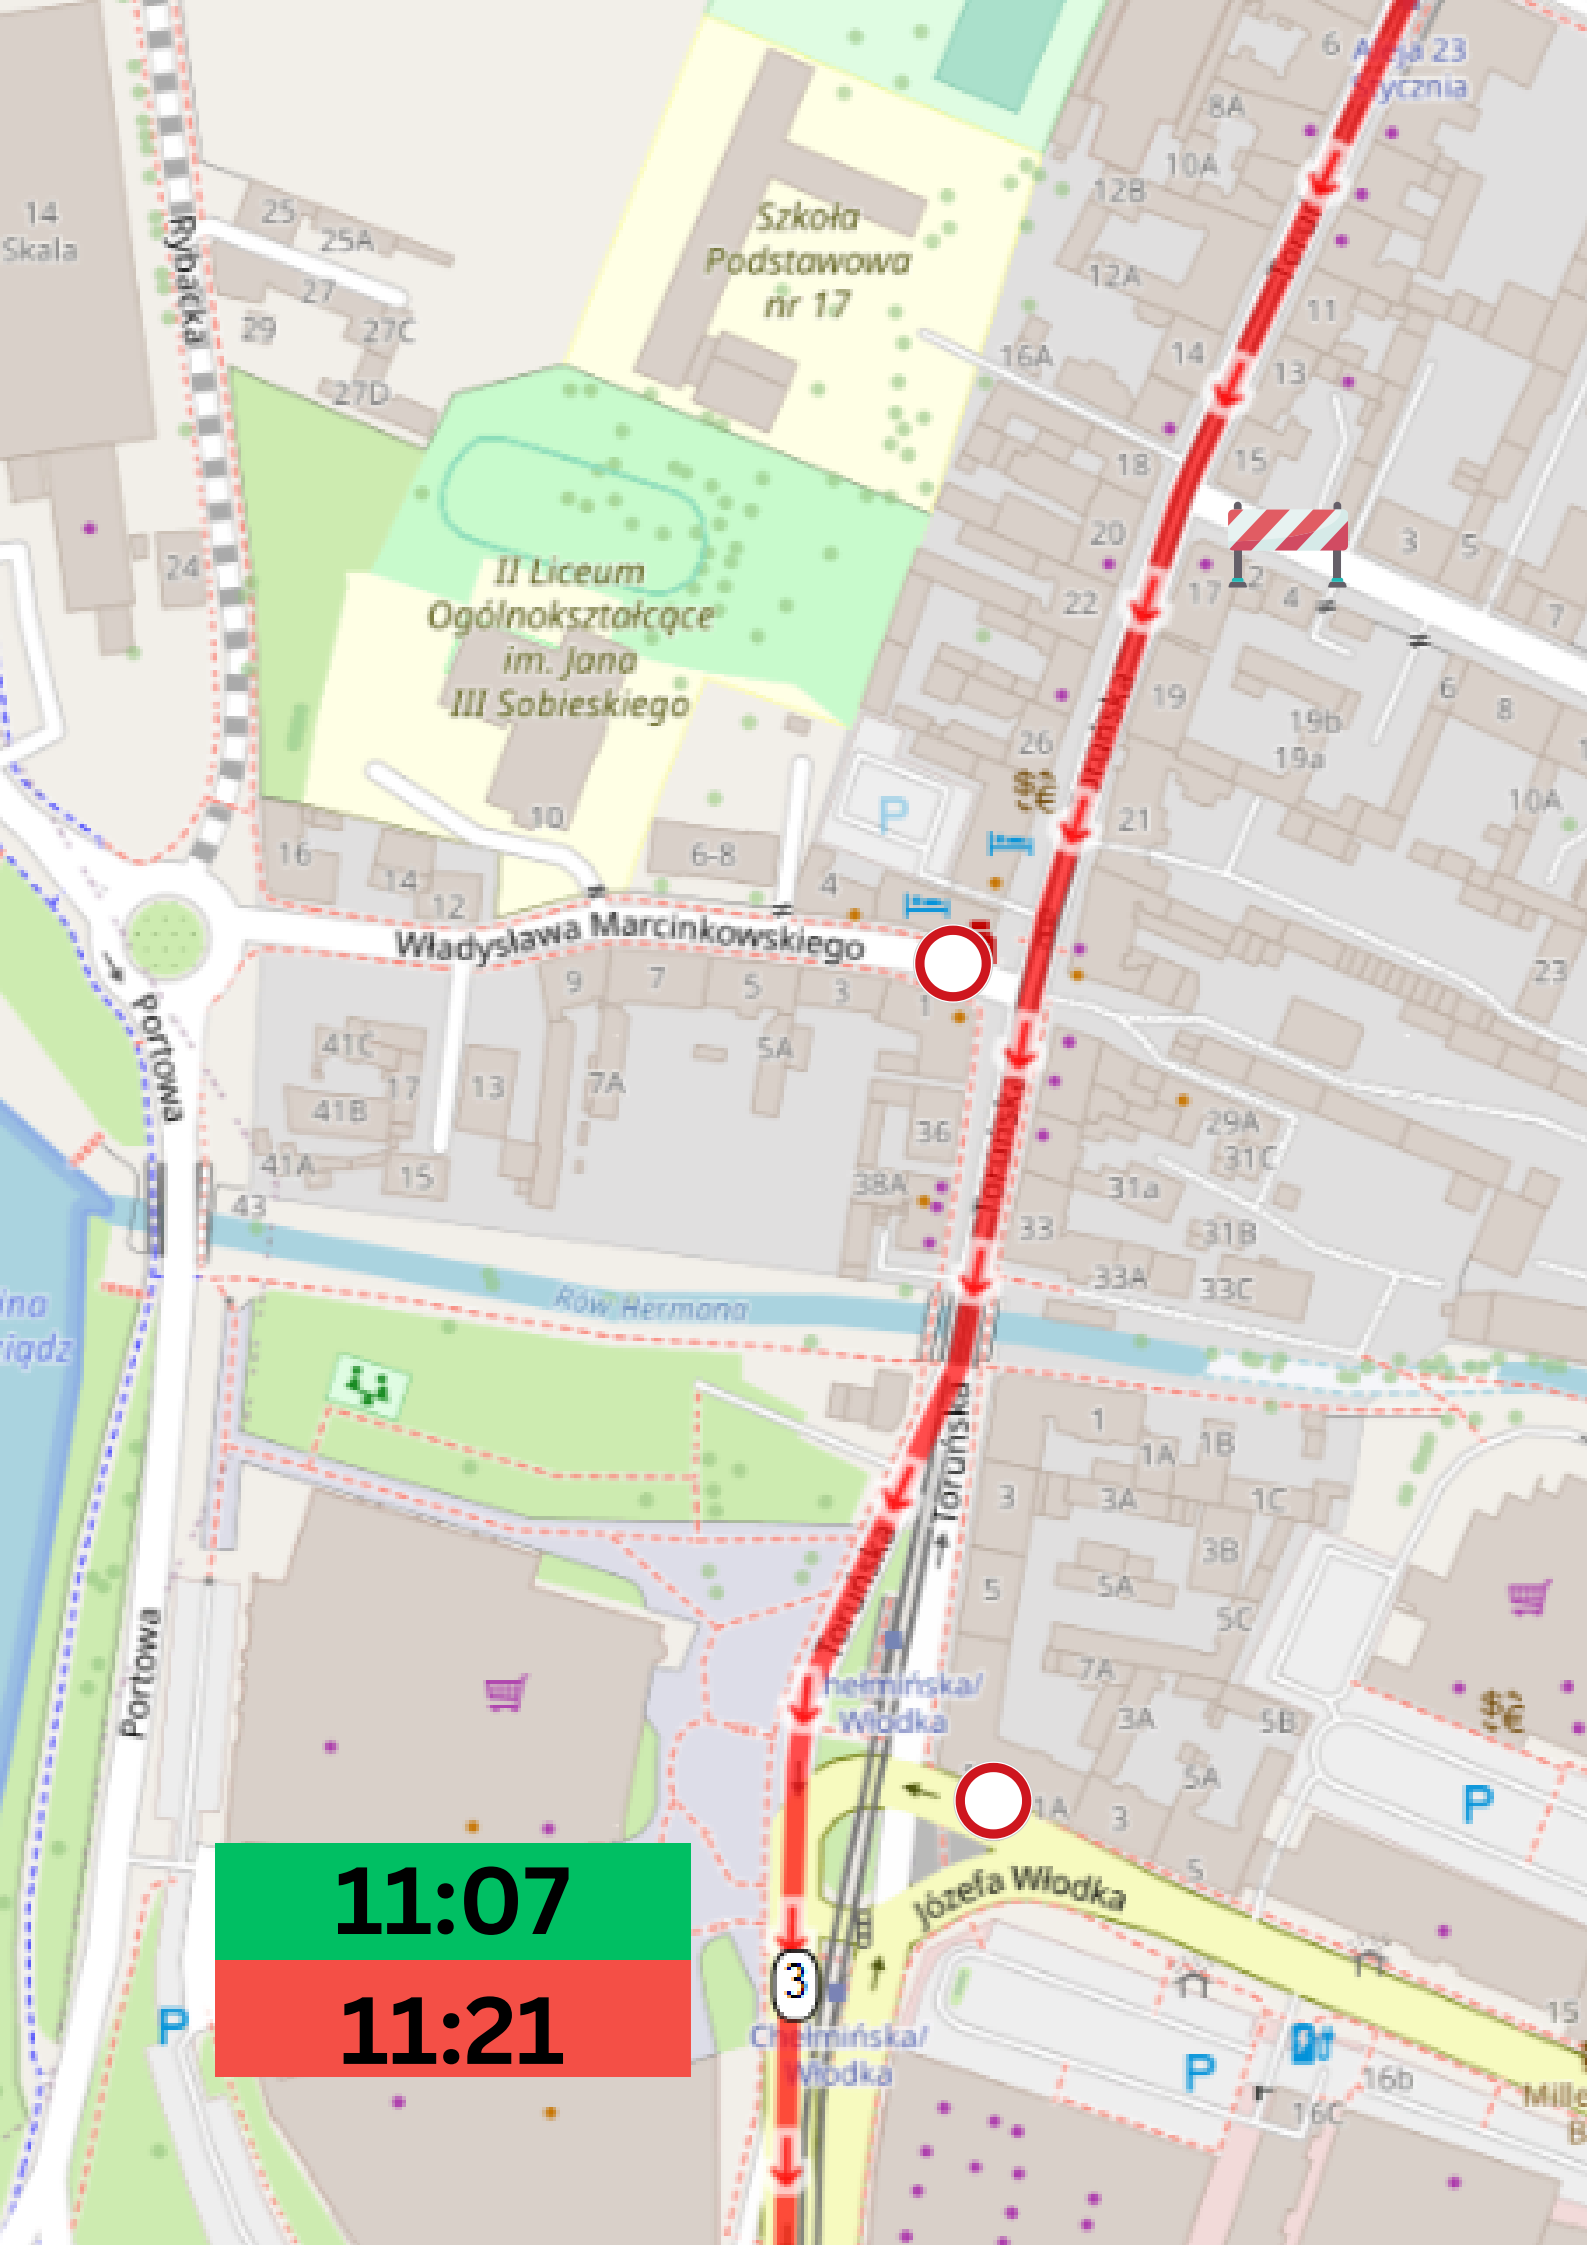 6
Aleja 23
Stycznia
8A
10A
12B
14
Skala
25
25A
Rybacka
27
29
27C
27D
Szkoła
Podstawowa
nr 17
12A
11
16A
14
13
18
15
20
3
5
24
2
17
4
22
7
II Liceum
Ogólnokształcące
im. Jana
III Sobieskiego
6
8
19
19b
19a
Toruńska
26
10
10A
21
P
16
6-8
14
4
12
Władysława Marcinkowskiego
23
9
7
5
3
1
Portowa
41C
5A
17
13
7A
41B
36
29A
31C
41A
15
38A
31a
43
33
31B
33A
33C
Rów Hermana
Toruńska
Toruńska
1
1B
1A
3
3A
1C
3B
5A
5
5C
Toruńska
Portowa
7A
Chełmińska/
Włodka
3A
5B
5A
P
1A
3
5
Józefa Włodka
11:07
11:21
3
P
Chełmińska/
Włodka
15
P
16b
16C